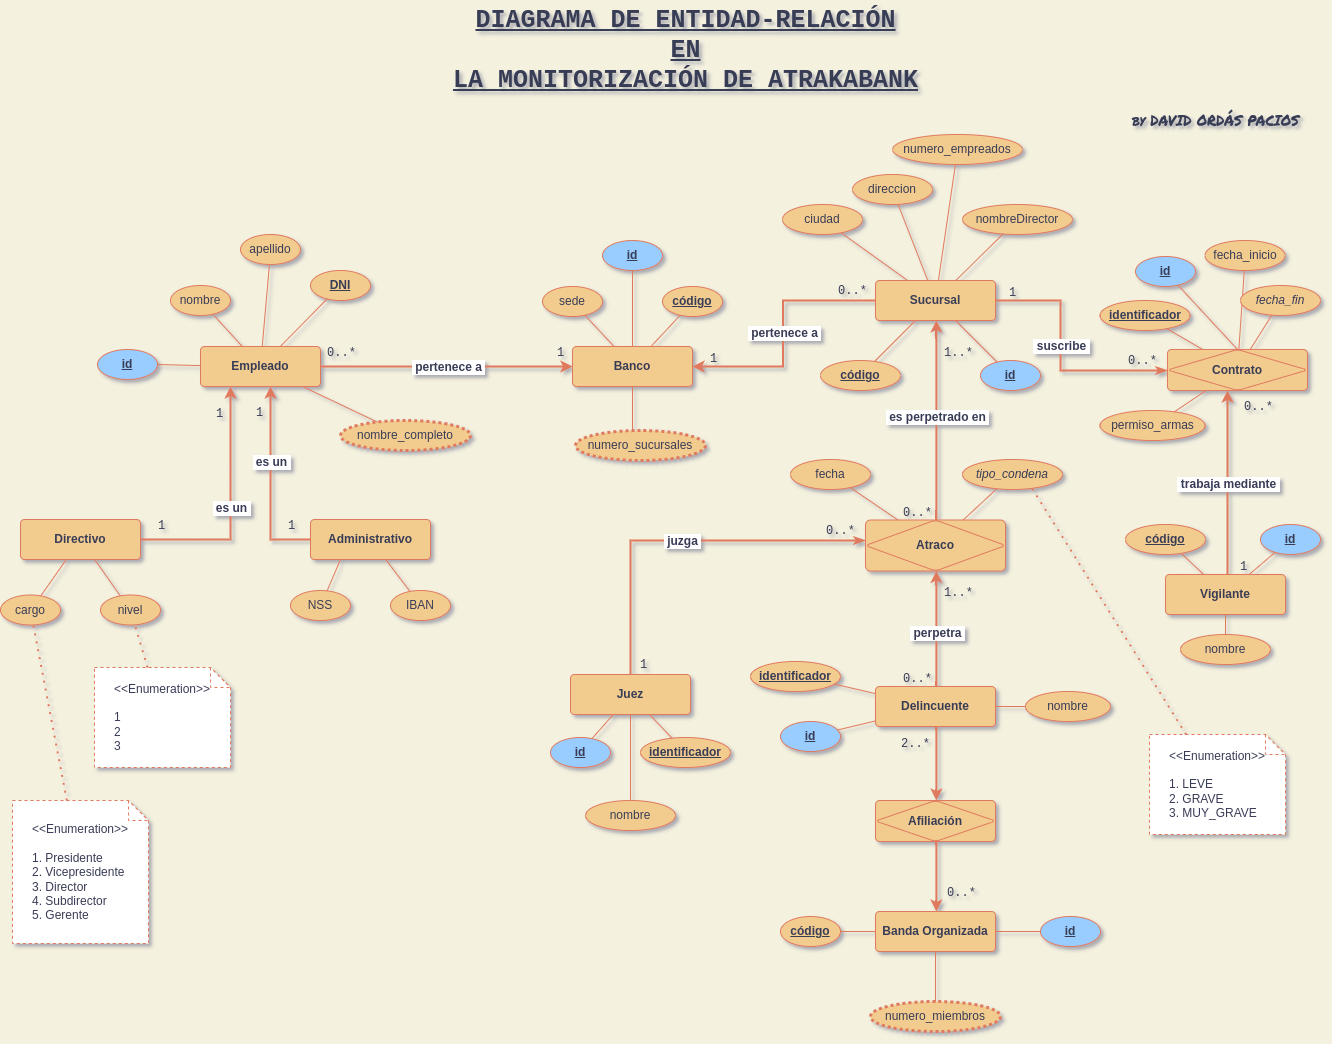 DIAGRAMA DE ENTIDAD-RELACIÓN
EN
LA MONITORIZACIÓN DE ATRAKABANK
BY DAVID ORDÁS PACIOS
numero_empreados
direccion
ciudad
nombreDirector
apellido
id
fecha_inicio
id
DNI
nombre
sede
código
0..*
Sucursal
1
fecha_fin
identificador
pertenece a
suscribe
id
Empleado
0..*
pertenece a
1
Banco
1
código
1..*
id
0..*
Contrato
1
1
nombre_completo
numero_sucursales
es perpetrado en
permiso_armas
0..*
es un
fecha
tipo_condena
trabaja mediante
es un
0..*
Directivo
1
1
Administrativo
juzga
0..*
Atraco
código
id
1
cargo
nivel
NSS
IBAN
1..*
Vigilante
perpetra
nombre
1
identificador
0..*
<<Enumeration>>
1
2
3
Juez
Delincuente
nombre
id
id
identificador
2..*
<<Enumeration>>
1. LEVE
2. GRAVE
3. MUY_GRAVE
nombre
Afiliación
<<Enumeration>>
1. Presidente
2. Vicepresidente
3. Director
4. Subdirector
5. Gerente
0..*
código
Banda Organizada
id
numero_miembros